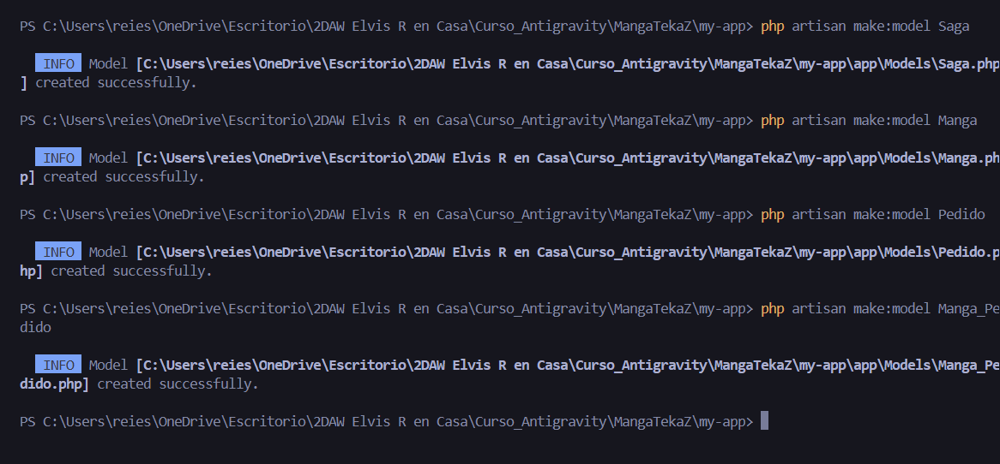 PS C:\Users\reies\OneDrive\Escritorio\2DAW Elvis R en Casa\Curso_Antigravity\MangaTekaZ\my-app> php artisan make:model Saga
INFO Model [C:\Users\reies\OneDrive\Escritorio\2DAW Elvis R en Casa\Curso_Antigravity\MangaTekaZ\my-app\app\Models\Saga.php
] created successfully.
PS C:\Users\reies\OneDrive\Escritorio\2DAW Elvis R en Casa\Curso_Antigravity\MangaTekaZ\my-app> php artisan make:model Manga
INFO Model [C:\Users\reies\OneDrive\Escritorio\2DAW Elvis R en Casa\Curso_Antigravity\MangaTekaZ\my-app\app\Models\Manga.ph
p] created successfully.
PS C:\Users\reies\OneDrive\Escritorio\2DAW Elvis R en Casa\Curso_Antigravity\MangaTekaZ\my-app> php artisan make:model Pedido
INFO Model [C:\Users\reies\OneDrive\Escritorio\2DAW Elvis R en Casa\Curso_Antigravity\MangaTekaZ\my-app\app\Models\Pedido.p
hp] created successfully.
PS C:\Users\reies\OneDrive\Escritorio\2DAW Elvis R en Casa\Curso_Antigravity\MangaTekaZ\my-app> php artisan make:model Manga_Pe
dido
INFO Model [C:\Users\reies\OneDrive\Escritorio\2DAW Elvis R en Casa\Curso_Antigravity\MangaTekaZ\my-app\app\Models\Manga_Pe
dido.php] created successfully.
PS C:\Users\reies\OneDrive\Escritorio\2DAW Elvis R en Casa\Curso_Antigravity\MangaTekaZ\my-app>